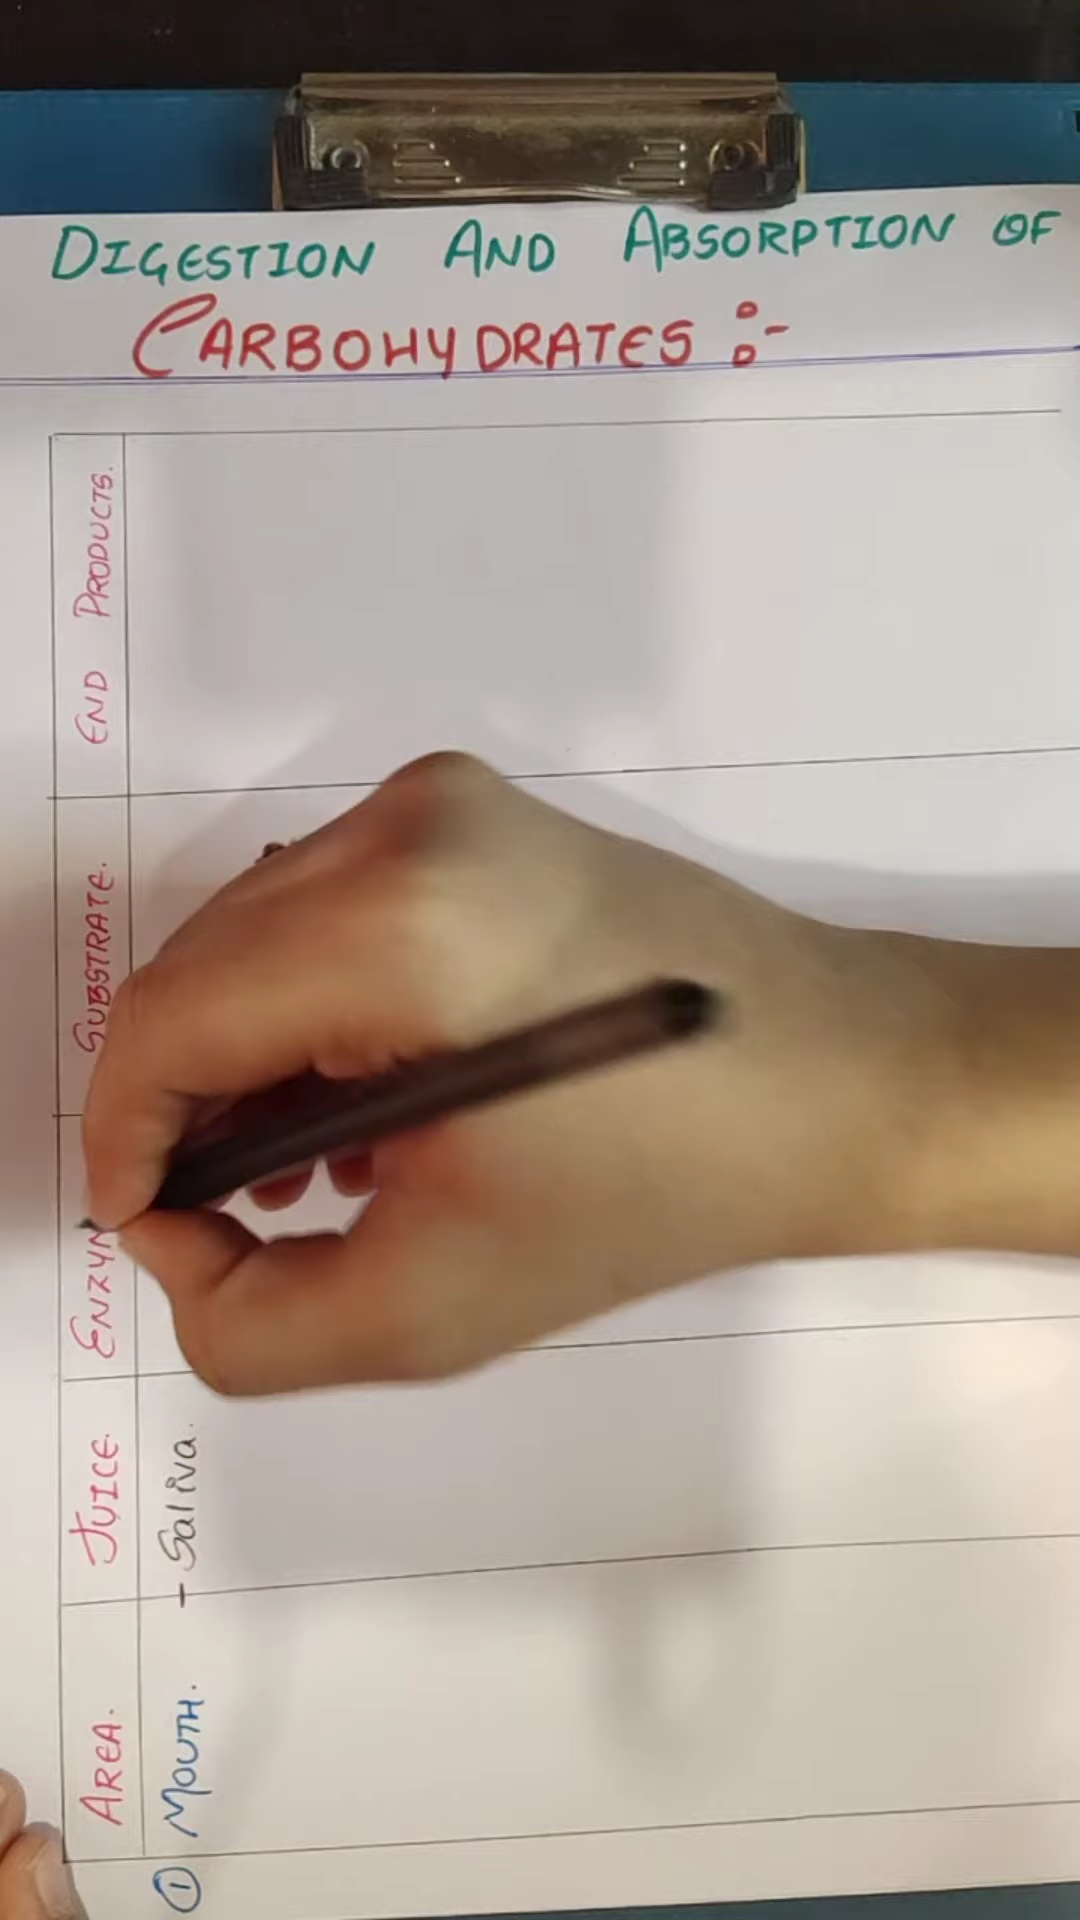 DIGESTION AND ABSORPTION OF
CARBOHYDRATES :-
AREA. JUICE SUBSTRATE. END PRODUCTS.
① MOUTH. - Saliva.